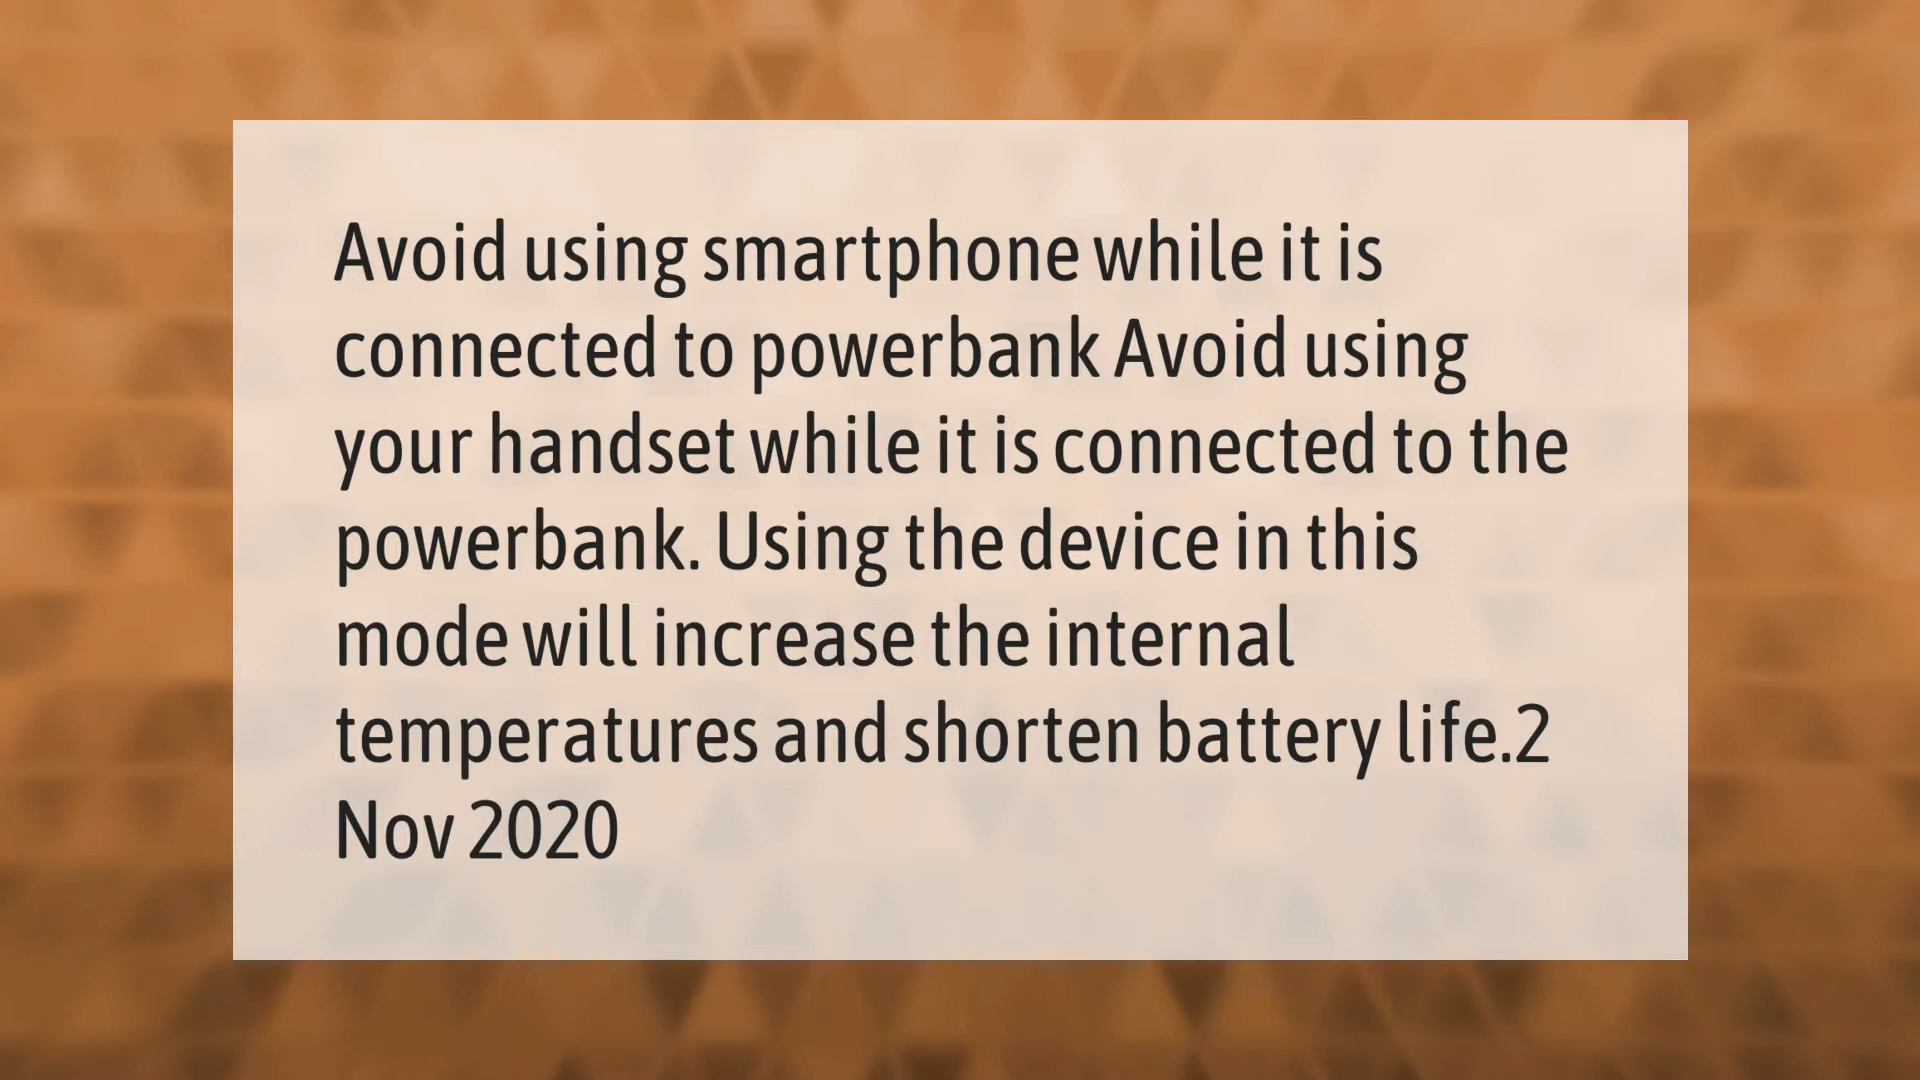 Avoid using smartphone while it is
connected to powerbank Avoid using
your handset while it is connected to the
powerbank. Using the device in this
mode will increase the internal
temperatures and shorten battery life.2
Nov 2020